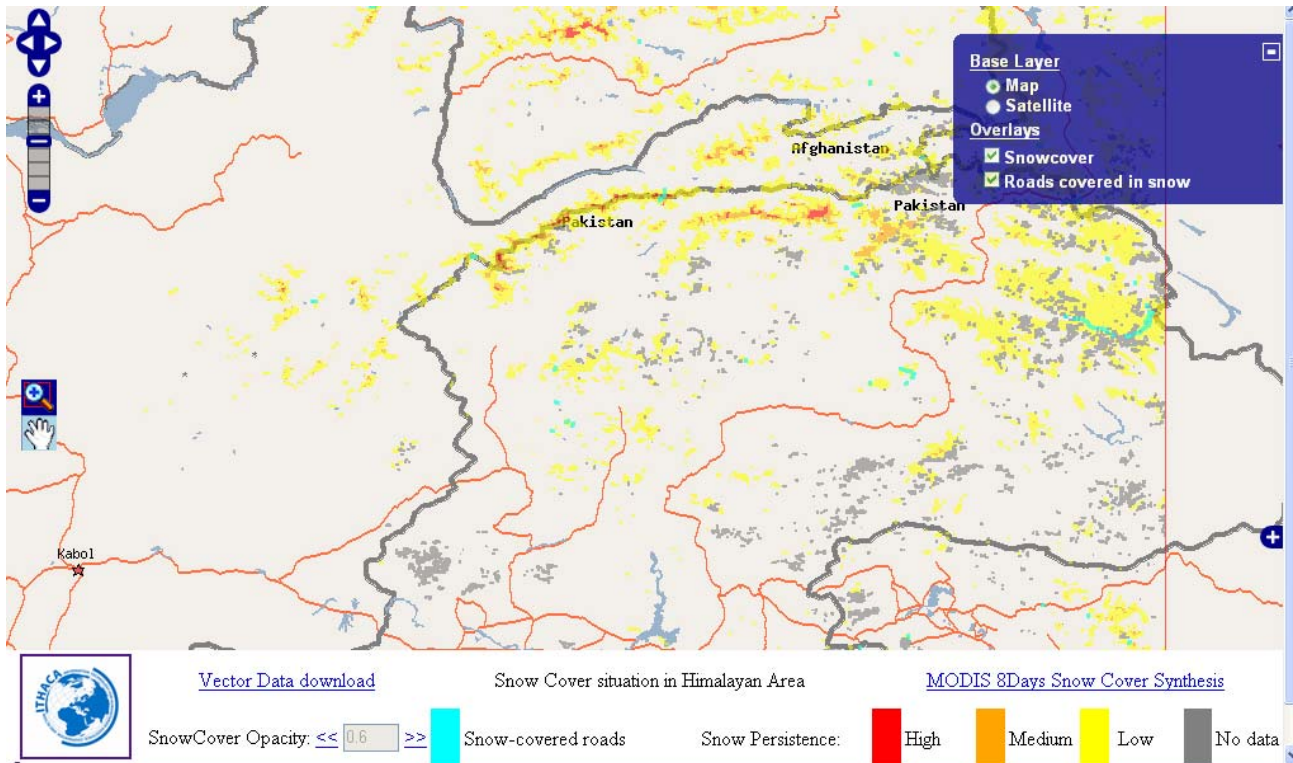 Base Layer
Map
Satellite
Overlays
Snowcover
Roads covered in snow
Afghanistan
Pakistan
Pakistan
Kabol
ITHACA
Vector Data download
Snow Cover situation in Himalayan Area
MODIS 8Days Snow Cover Synthesis
SnowCover Opacity: << 0.6 >> Snow-covered roads Snow Persistence: High Medium Low No data